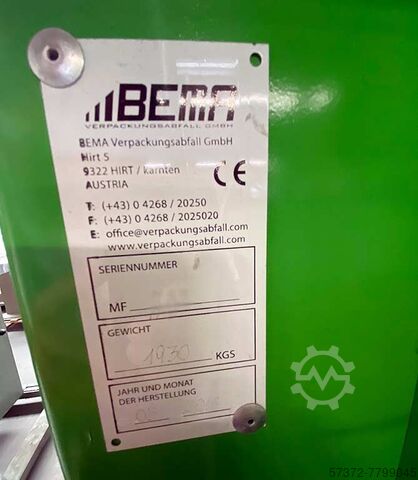 BEMA
VERPACKUNGSABFALL GMBH
BEMA Verpackungsabfall GmbH
Hirt 5
9322 HIRT / kärnten
AUSTRIA
CE
T: (+43) 0 4268 / 20250
F: (+43) 0 4268 / 2025020
E: office@verpackungsabfall.com
www.verpackungsabfall.com
SERIENNUMMER
MF
GEWICHT
1930 KGS
JAHR UND MONAT
DER HERSTELLUNG
57372-7799845